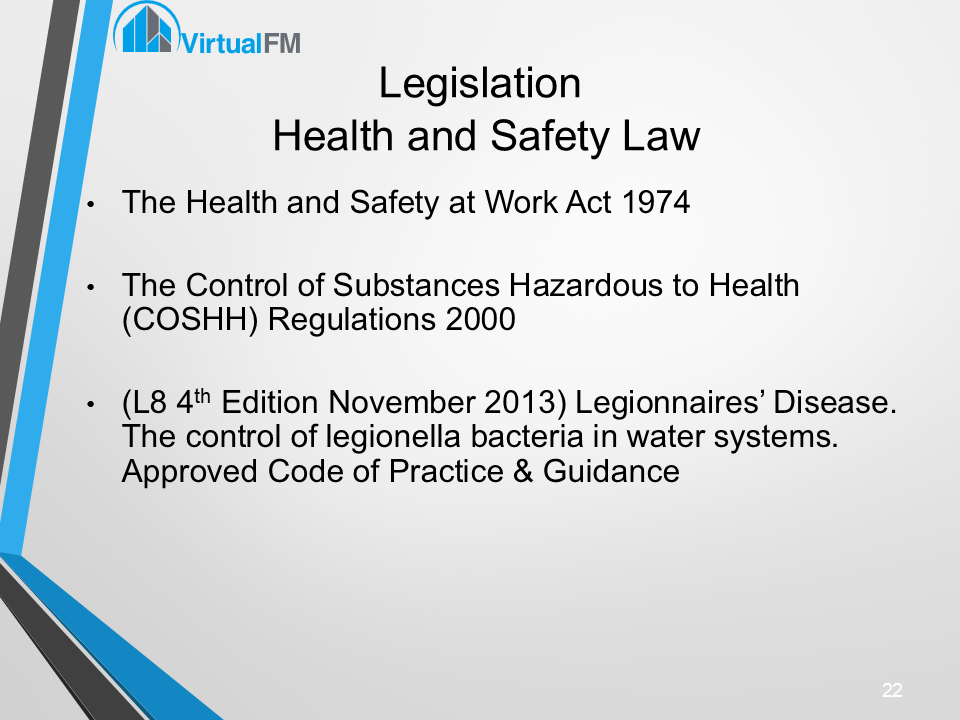 VirtualFM
Legislation
Health and Safety Law
• The Health and Safety at Work Act 1974
• The Control of Substances Hazardous to Health
(COSHH) Regulations 2000
• (L8 4th Edition November 2013) Legionnaires’ Disease.
The control of legionella bacteria in water systems.
Approved Code of Practice & Guidance
22